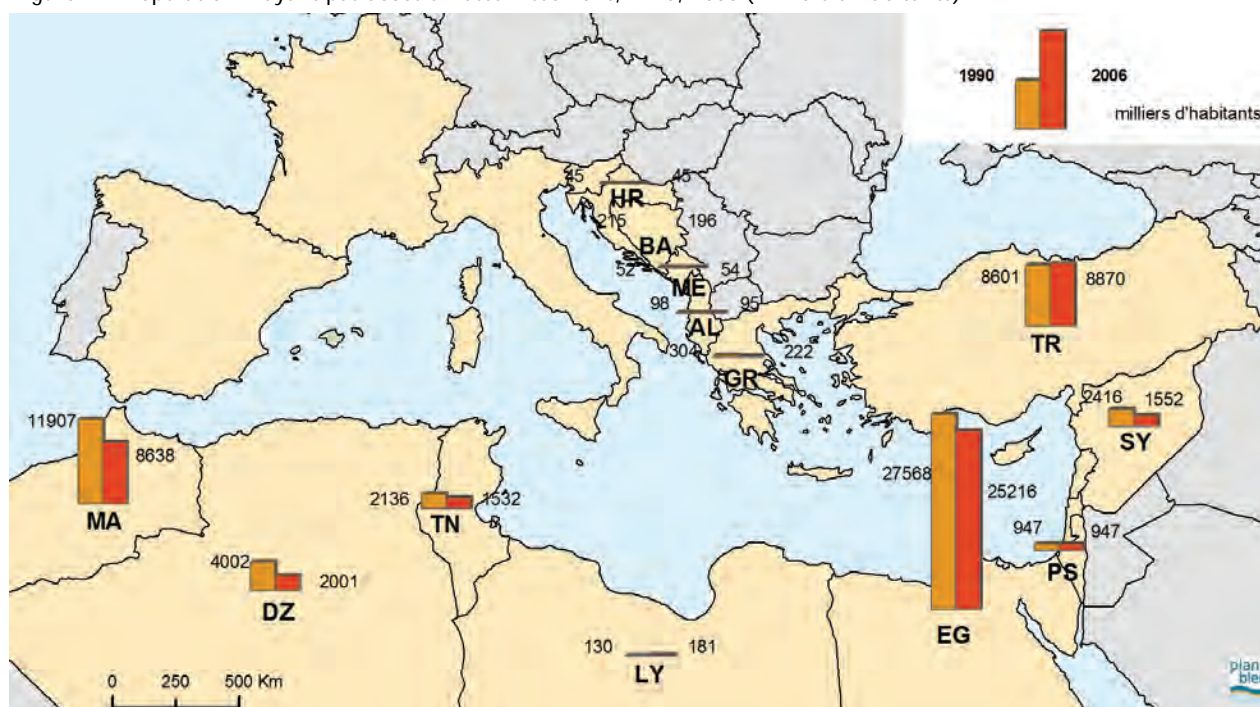 1990 2006
milliers d'habitants
45 45
HR
215 196
BA
52 54
ME
98 95
AL
304 222
GR
8601 8870
TR
2416 1552
SY
11907
8638
MA
2136 1532
TN
27568
25216
EG
947 947
PS
4002
2001
DZ
130 181
LY
0 250 500 Km
plan
bleu